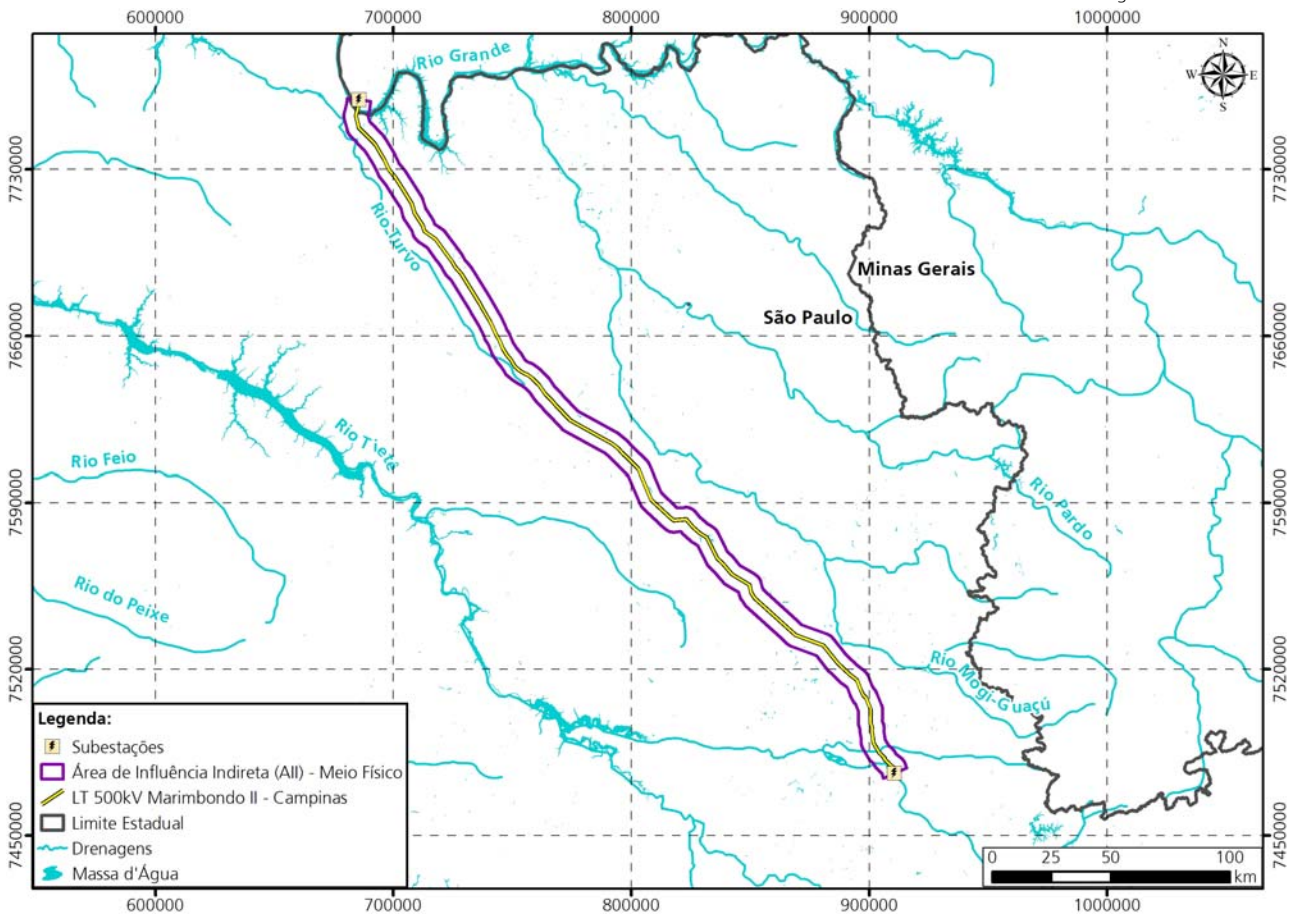 600000 700000 800000 900000 1000000
Rio Grande
N
W E
S
7730000 7730000
Rio Turvo
Minas Gerais
São Paulo
7660000 7660000
Rio Tiete
Rio Feio
7590000 7590000
Rio Pardo
Rio do Peixe
7520000 7520000
Rio Mogi-Guaçú
Legenda:
Subestações
Área de Influência Indireta (AII) - Meio Físico
LT 500kV Marimbondo II - Campinas
Limite Estadual
Drenagens
Massa d'Água
7450000 7450000
0 25 50 100
km
600000 700000 800000 900000 1000000